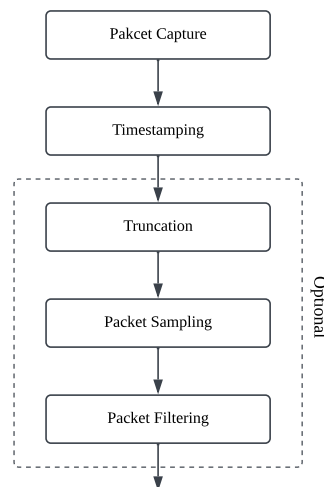 Pakcet Capture
Timestamping
Truncation
Packet Sampling
Packet Filtering
Optional